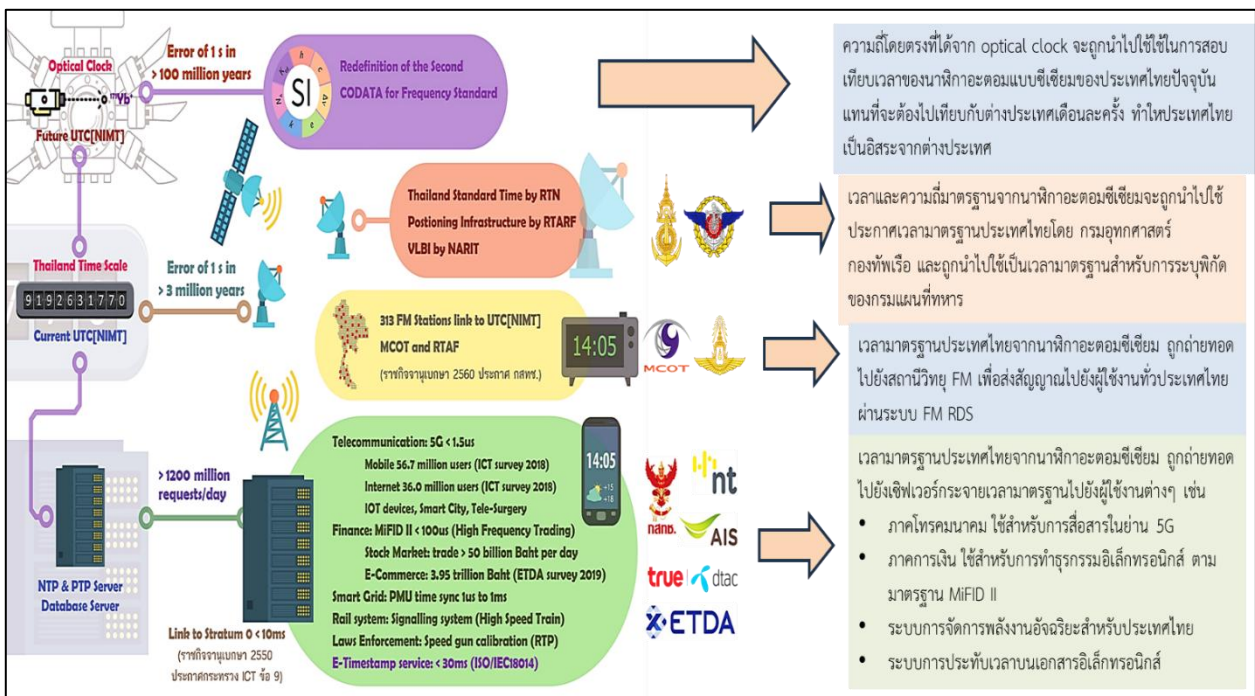 Optical Clock
¹⁷¹Yb⁺
Future UTC[NIMT]
Error of 1 s in
> 100 million years
SI
Redefinition of the Second
CODATA for Frequency Standard
ความถี่โดยตรงที่ได้จาก optical clock จะถูกนำไปใช้ใช้ในการสอบ
เทียบเวลาของนาฬิกาอะตอมแบบซีเซียมของประเทศไทยปัจจุบัน
แทนที่จะต้องไปเทียบกับต่างประเทศเดือนละครั้ง ทำใหประเทศไทย
เป็นอิสระจากต่างประเทศ
Thailand Standard Time by RTN
Postioning Infrastructure by RTARF
VLBI by NARIT
เวลาและความถี่มาตรฐานจากนาฬิกาอะตอมซีเซียมจะถูกนำไปใช้
ประกาศเวลามาตรฐานประเทศไทยโดย กรมอุทกศาสตร์
กองทัพเรือ และถูกนำไปใช้เป็นเวลามาตรฐานสำหรับการระบุพิกัด
ของกรมแผนที่ทหาร
Thailand Time Scale
9192631770
Current UTC[NIMT]
Error of 1 s in
> 3 million years
313 FM Stations link to UTC[NIMT]
MCOT and RTAF
(ราชกิจจานุเบกษา 2560 ประกาศ กสทช.)
14:05
MCOT
เวลามาตรฐานประเทศไทยจากนาฬิกาอะตอมซีเซียม ถูกถ่ายทอด
ไปยังสถานีวิทยุ FM เพื่อส่งสัญญาณไปยังผู้ใช้งานทั่วประเทศไทย
ผ่านระบบ FM RDS
> 1200 million
requests/day
NTP & PTP Server
Database Server
Link to Stratum 0 < 10ms
(ราชกิจจานุเบกษา 2550
ประกาศกระทรวง ICT ข้อ 9)
Telecommunication: 5G < 1.5us
Mobile 56.7 million users (ICT survey 2018)
Internet 36.0 million users (ICT survey 2018)
IOT devices, Smart City, Tele-Surgery
Finance: MiFID II < 100us (High Frequency Trading)
Stock Market: trade > 50 billion Baht per day
E-Commerce: 3.95 trillion Baht (ETDA survey 2019)
Smart Grid: PMU time sync 1us to 1ms
Rail system: Signalling system (High Speed Train)
Laws Enforcement: Speed gun calibration (RTP)
E-Timestamp service: < 30ms (ISO/IEC18014)
14:05
+15
+18
กสทช.
nt
AIS
true
dtac
ETDA
เวลามาตรฐานประเทศไทยจากนาฬิกาอะตอมซีเซียม ถูกถ่ายทอด
ไปยังเซิฟเวอร์กระจายเวลามาตรฐานไปยังผู้ใช้งานต่างๆ เช่น
• ภาคโทรคมนาคม ใช้สำหรับการสื่อสารในย่าน 5G
• ภาคการเงิน ใช้สำหรับการทำธุรกรรมอิเล็กทรอนิกส์ ตาม
มาตรฐาน MiFID II
• ระบบการจัดการพลังงานอัจฉริยะสำหรับประเทศไทย
• ระบบการประทับเวลาบนเอกสารอิเล็กทรอนิกส์